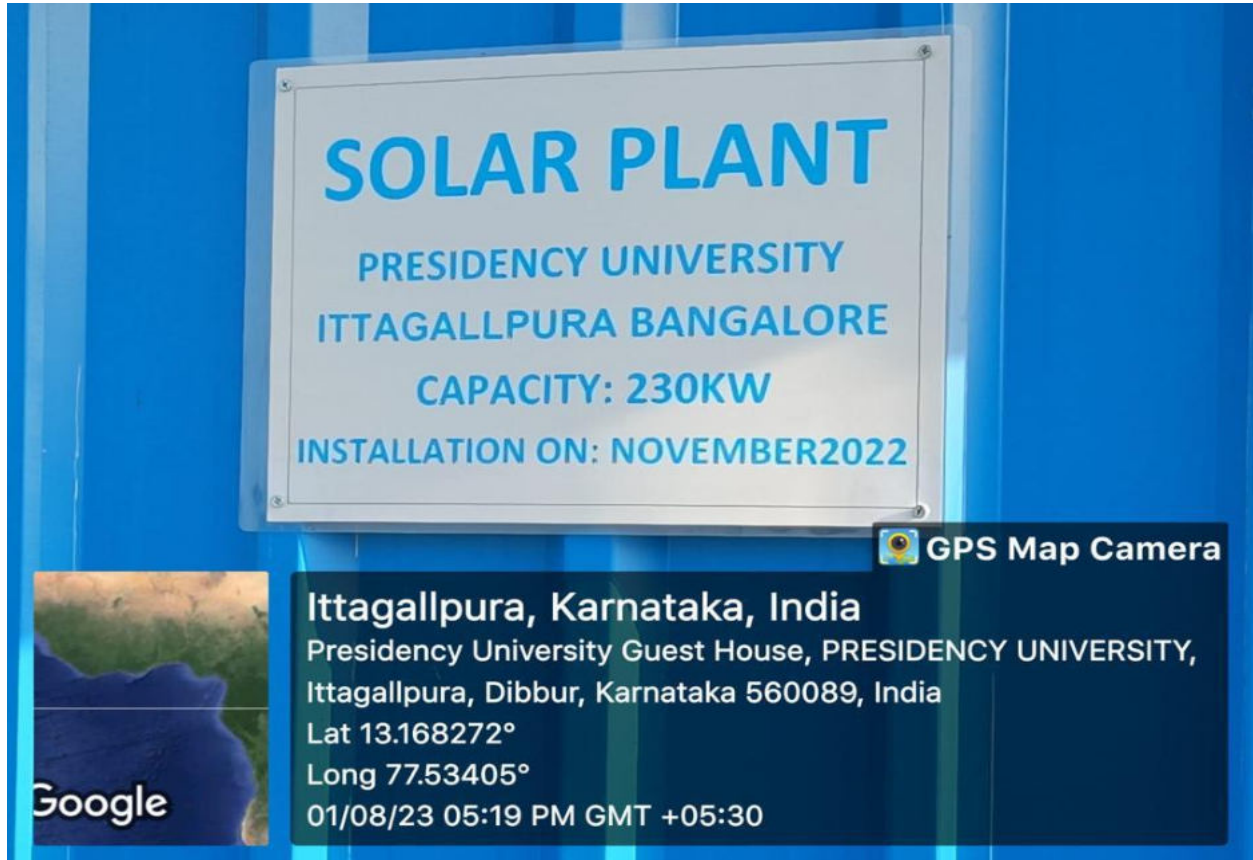 SOLAR PLANT
PRESIDENCY UNIVERSITY
ITTAGALLPURA BANGALORE
CAPACITY: 230KW
INSTALLATION ON: NOVEMBER2022
GPS Map Camera
Ittagallpura, Karnataka, India
Presidency University Guest House, PRESIDENCY UNIVERSITY,
Ittagallpura, Dibbur, Karnataka 560089, India
Lat 13.168272°
Long 77.53405°
01/08/23 05:19 PM GMT +05:30
Google